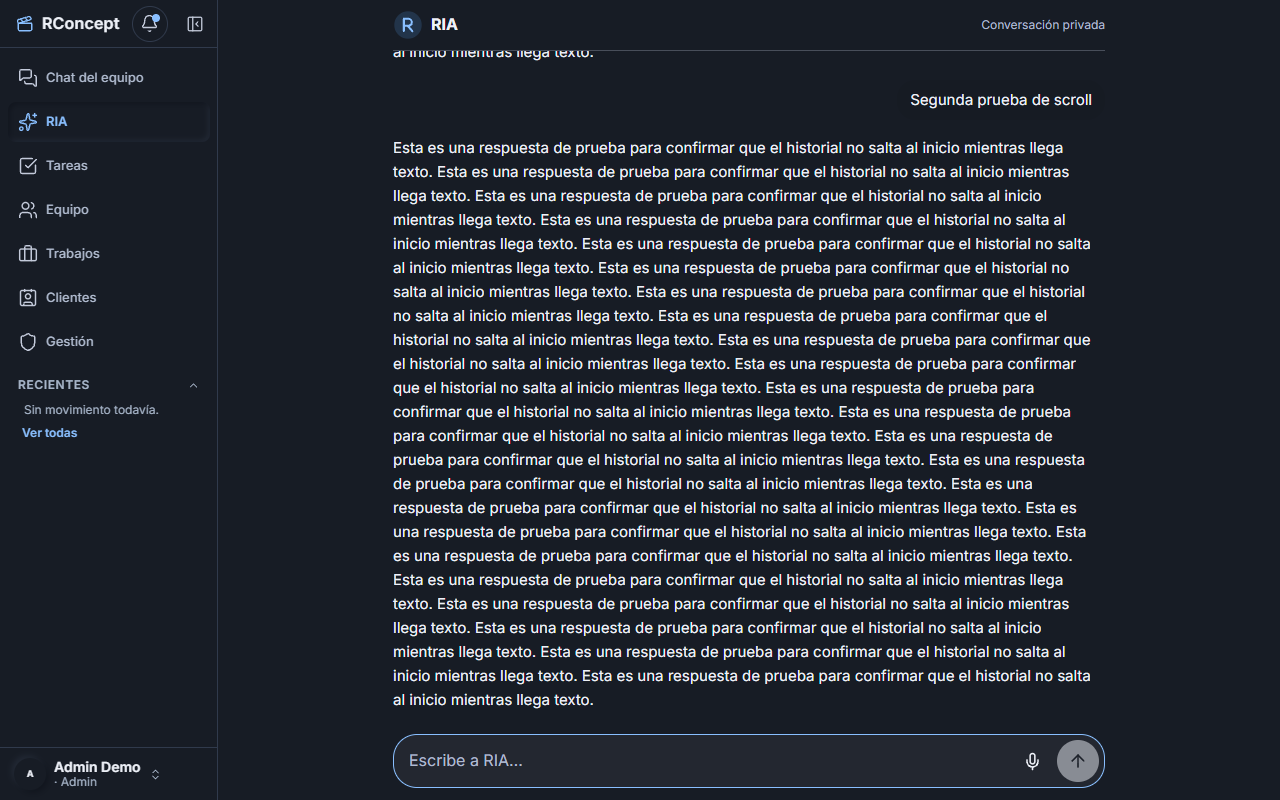 RConcept
Chat del equipo
RIA
Tareas
Equipo
Trabajos
Clientes
Gestión
RECIENTES
Sin movimiento todavía.
Ver todas
A
Admin Demo
· Admin
R RIA
Conversación privada
al inicio mientras llega texto.
Segunda prueba de scroll
Esta es una respuesta de prueba para confirmar que el historial no salta al inicio mientras llega
texto. Esta es una respuesta de prueba para confirmar que el historial no salta al inicio mientras
llega texto. Esta es una respuesta de prueba para confirmar que el historial no salta al inicio
mientras llega texto. Esta es una respuesta de prueba para confirmar que el historial no salta al
inicio mientras llega texto. Esta es una respuesta de prueba para confirmar que el historial no salta
al inicio mientras llega texto. Esta es una respuesta de prueba para confirmar que el historial no
salta al inicio mientras llega texto. Esta es una respuesta de prueba para confirmar que el historial
no salta al inicio mientras llega texto. Esta es una respuesta de prueba para confirmar que el
historial no salta al inicio mientras llega texto. Esta es una respuesta de prueba para confirmar que
el historial no salta al inicio mientras llega texto. Esta es una respuesta de prueba para confirmar
que el historial no salta al inicio mientras llega texto. Esta es una respuesta de prueba para
confirmar que el historial no salta al inicio mientras llega texto. Esta es una respuesta de prueba
para confirmar que el historial no salta al inicio mientras llega texto. Esta es una respuesta de
prueba para confirmar que el historial no salta al inicio mientras llega texto. Esta es una respuesta
de prueba para confirmar que el historial no salta al inicio mientras llega texto. Esta es una
respuesta de prueba para confirmar que el historial no salta al inicio mientras llega texto. Esta es
una respuesta de prueba para confirmar que el historial no salta al inicio mientras llega texto. Esta
es una respuesta de prueba para confirmar que el historial no salta al inicio mientras llega texto.
Esta es una respuesta de prueba para confirmar que el historial no salta al inicio mientras llega
texto. Esta es una respuesta de prueba para confirmar que el historial no salta al inicio mientras
llega texto. Esta es una respuesta de prueba para confirmar que el historial no salta al inicio
mientras llega texto. Esta es una respuesta de prueba para confirmar que el historial no salta al
inicio mientras llega texto. Esta es una respuesta de prueba para confirmar que el historial no salta
al inicio mientras llega texto.
Escribe a RIA...